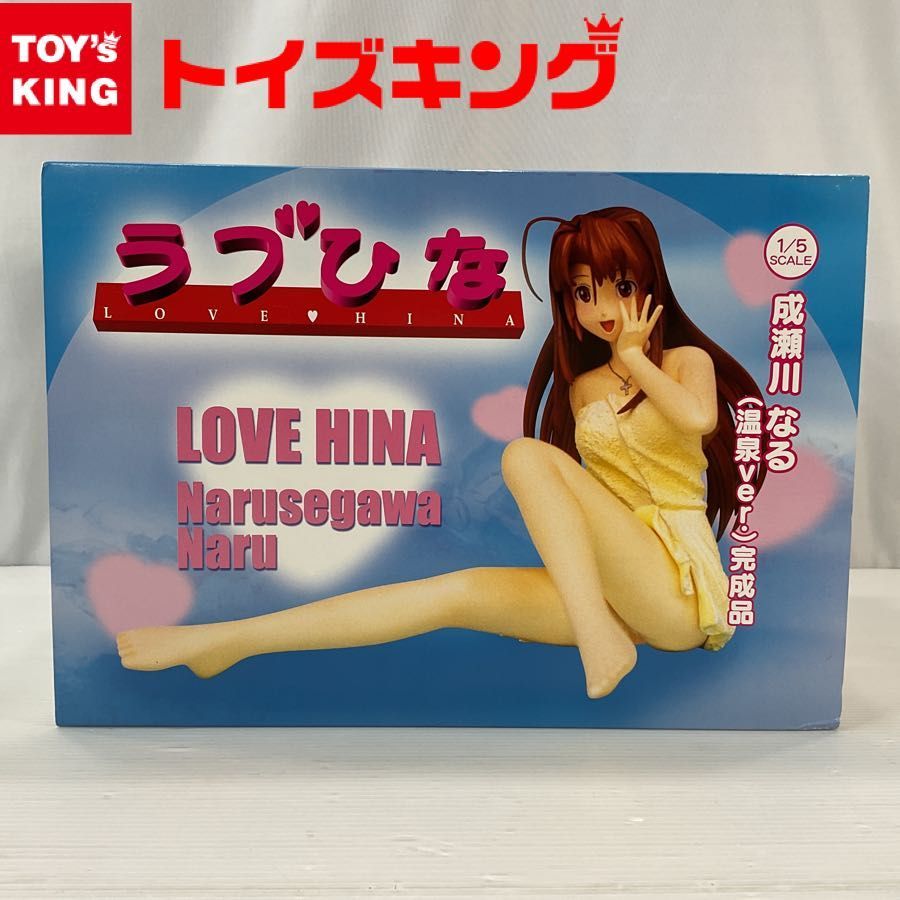 TOY's
KING
トイズキング
うブひな
LOVE♥HINA
LOVE HINA
Narusegawa
Naru
1/5
SCALE
成瀬川 なる
(温泉ver.)完成品